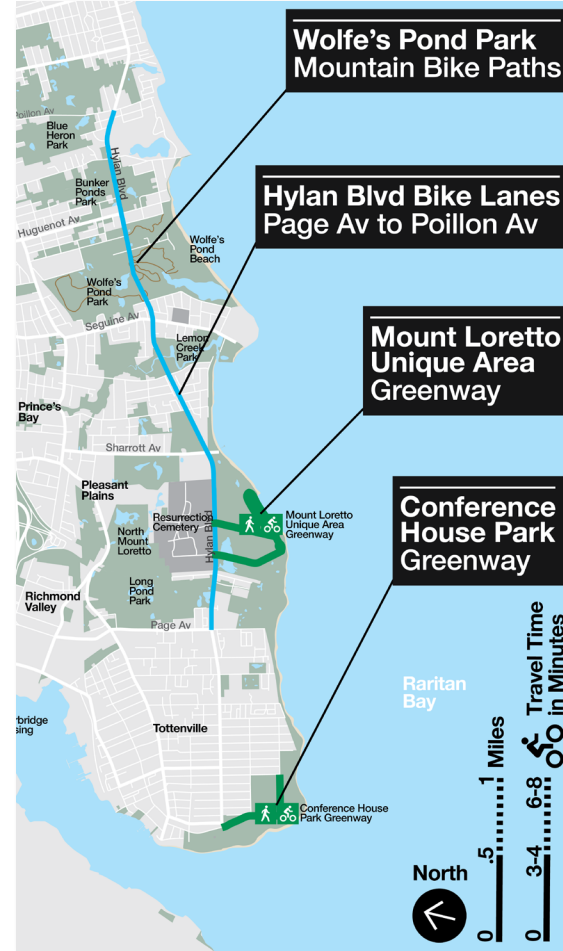 Wolfe's Pond Park
Mountain Bike Paths
Hylan Blvd Bike Lanes
Page Av to Poillon Av
Mount Loretto
Unique Area
Greenway
Conference
House Park
Greenway
Poillon Av
Blue
Heron
Park
Hylan Blvd
Bunker
Ponds
Park
Huguenot Av
Wolfe's
Pond
Beach
Wolfe's
Pond
Park
Seguine Av
Lemon
Creek
Park
Prince's
Bay
Sharrott Av
Pleasant
Plains
Resurrection
Cemetery
Hylan Blvd
Mount Loretto
Unique Area
Greenway
North
Mount
Loretto
Long
Pond
Park
Richmond
Valley
Page Av
Raritan
Bay
rbridge
sing
Tottenville
Conference House
Park Greenway
North
0 .5 1 Miles
0 3-4 6-8 Travel Time
in Minutes